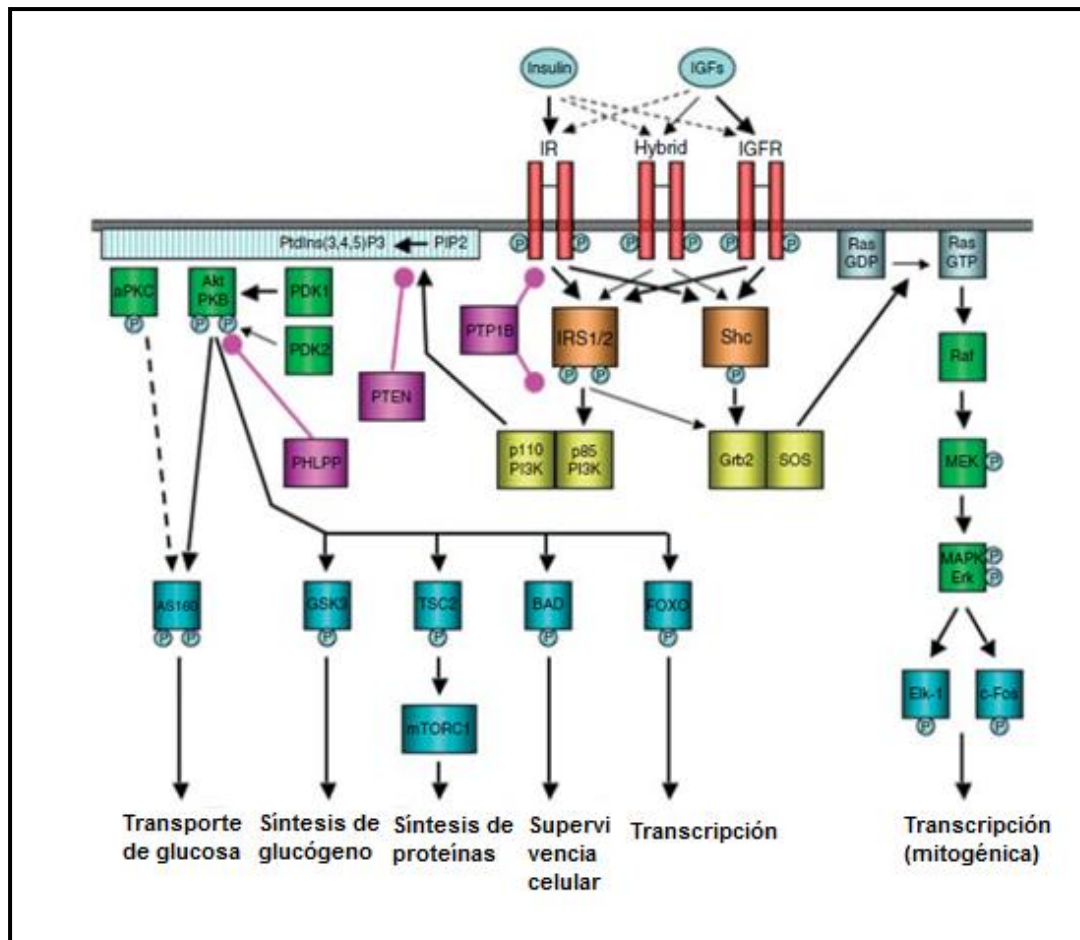 Insulin
IGFs
IR
Hybrid
IGFR
PtdIns(3,4,5)P3
PIP2
P
P
P
P
P
P
Ras
GDP
Ras
GTP
aPKC
P
Akt
PKB
P
P
PDK1
PDK2
PTP1B
IRS1/2
P
P
Shc
P
Raf
PTEN
PHLPP
p110
PI3K
p85
PI3K
Grb2
SOS
MEK
P
MAPK
Erk
P
P
AS160
P
P
GSK3
P
TSC2
P
BAD
P
FOXO
P
mTORC1
Elk-1
P
c-Fos
P
Transporte
de glucosa
Síntesis de
glucógeno
Síntesis de
proteínas
Supervi
vencia
celular
Transcripción
Transcripción
(mitogénica)